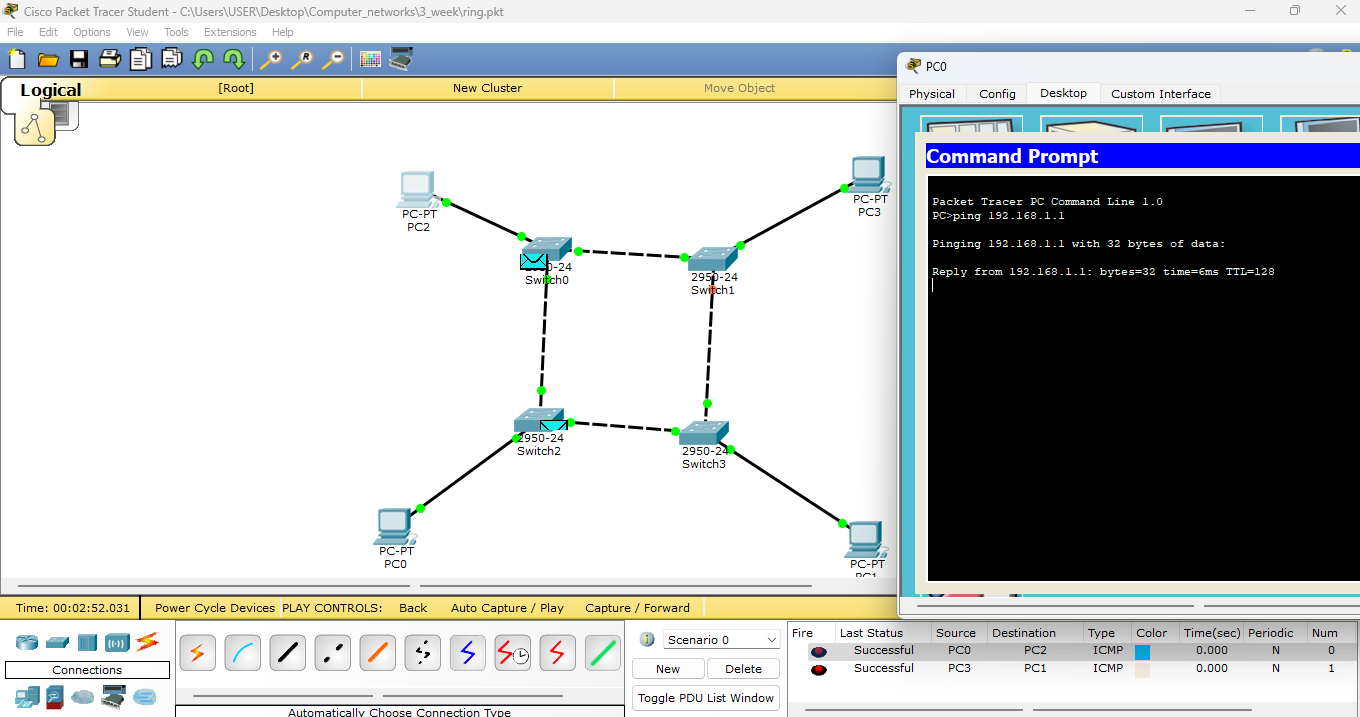 Cisco Packet Tracer Student - C:\Users\USER\Desktop\Computer_networks\3_week\ring.pkt
File Edit Options View Tools Extensions Help
Logical [Root] New Cluster Move Object
PC-PT
PC2
PC-PT
PC3
2950-24
Switch0
2950-24
Switch1
2950-24
Switch2
2950-24
Switch3
PC-PT
PC0
PC-PT
PC1
PC0
Physical Config Desktop Custom Interface
Command Prompt
Packet Tracer PC Command Line 1.0
PC>ping 192.168.1.1
Pinging 192.168.1.1 with 32 bytes of data:
Reply from 192.168.1.1: bytes=32 time=6ms TTL=128
Time: 00:02:52.031 Power Cycle Devices PLAY CONTROLS: Back Auto Capture / Play Capture / Forward
Connections
Automatically Choose Connection Type
Scenario 0
New Delete
Toggle PDU List Window
Fire Last Status Source Destination Type Color Time(sec) Periodic Num
Successful PC0 PC2 ICMP 0.000 N 0
Successful PC3 PC1 ICMP 0.000 N 1